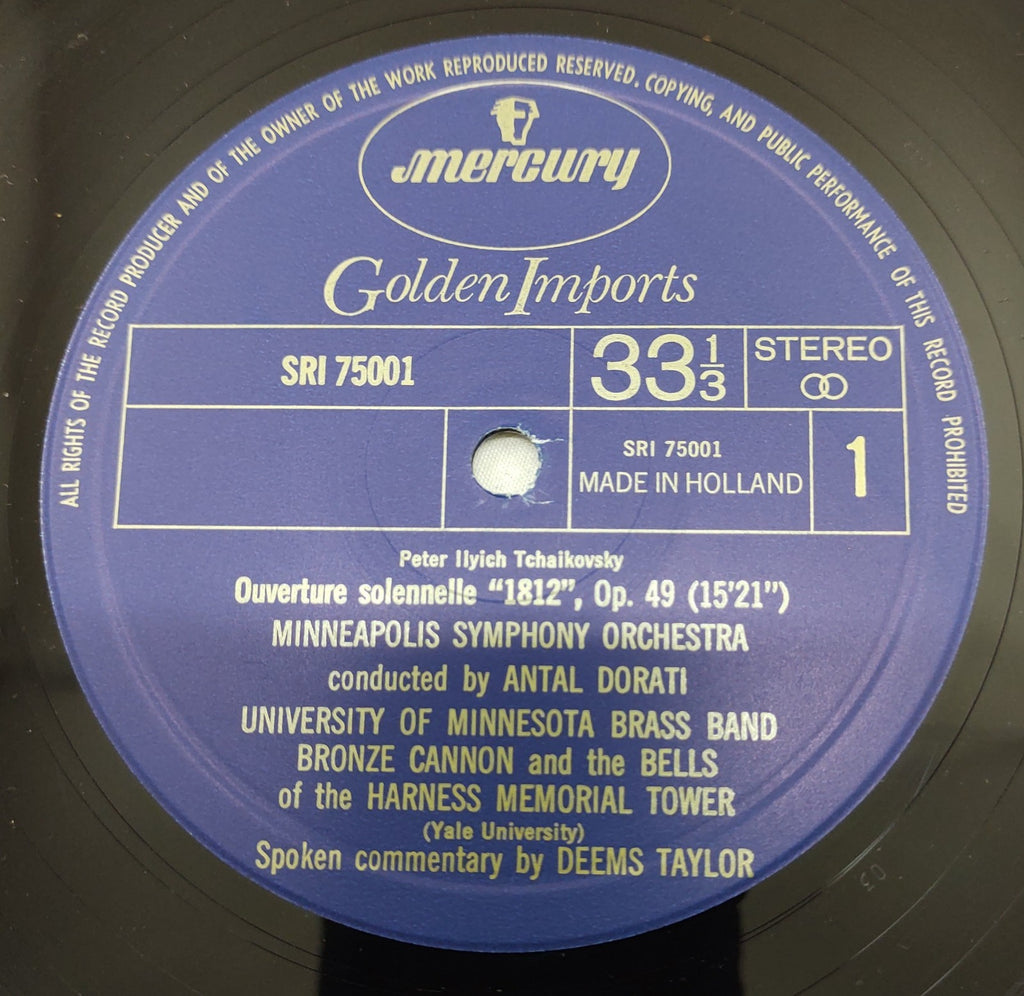 ALL RIGHTS OF THE RECORD PRODUCER AND OF THE OWNER OF THE WORK REPRODUCED RESERVED. COPYING, AND PUBLIC PERFORMANCE OF THIS RECORD PROHIBITED
mercury
Golden Imports
SRI 75001
33 1/3
STEREO
SRI 75001
MADE IN HOLLAND
1
Peter Ilyich Tchaikovsky
Ouverture solennelle “1812”, Op. 49 (15'21”)
MINNEAPOLIS SYMPHONY ORCHESTRA
conducted by ANTAL DORATI
UNIVERSITY OF MINNESOTA BRASS BAND
BRONZE CANNON and the BELLS
of the HARNESS MEMORIAL TOWER
(Yale University)
Spoken commentary by DEEMS TAYLOR